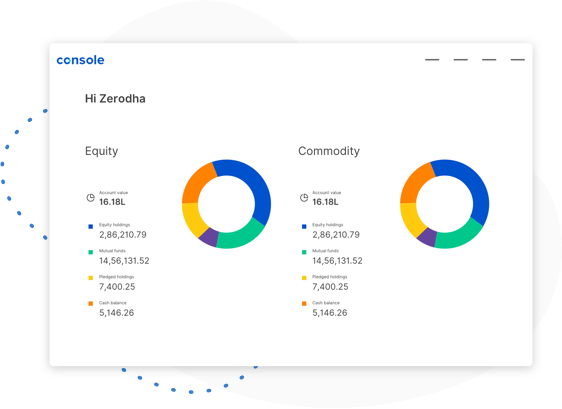 console
Hi Zerodha
Equity
Account value
16.18L
Equity holdings
2,86,210.79
Mutual funds
14,56,131.52
Pledged holdings
7,400.25
Cash balance
5,146.26
Commodity
Account value
16.18L
Equity holdings
2,86,210.79
Mutual funds
14,56,131.52
Pledged holdings
7,400.25
Cash balance
5,146.26